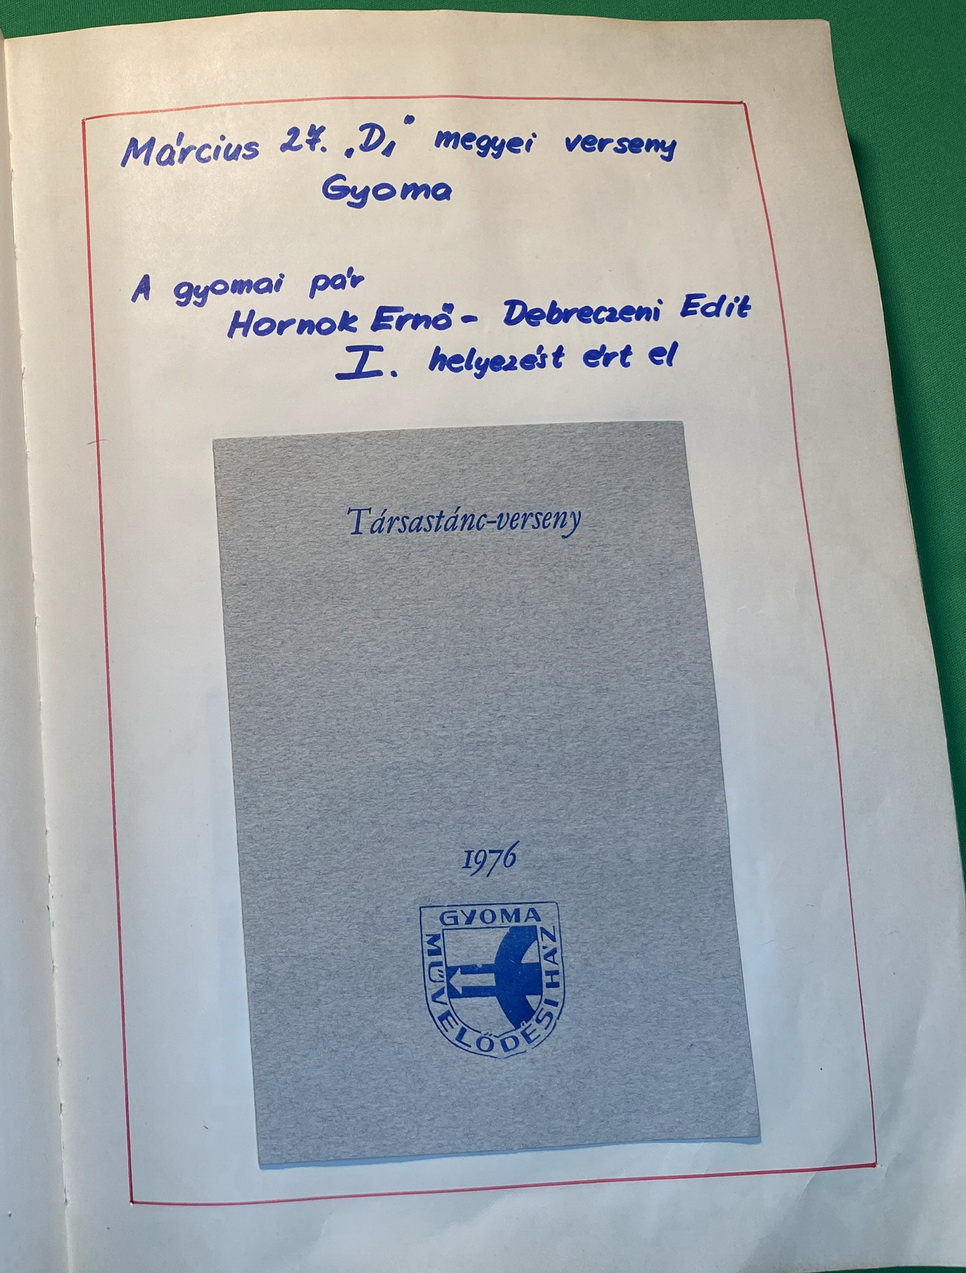 Március 27. „D₁" megyei verseny
Gyoma
A gyomai pár
Hornok Ernő - Debreczeni Edit
I. helyezést ért el
Társastánc-verseny
1976
GYOMA
MŰVELŐDÉSI HÁZ